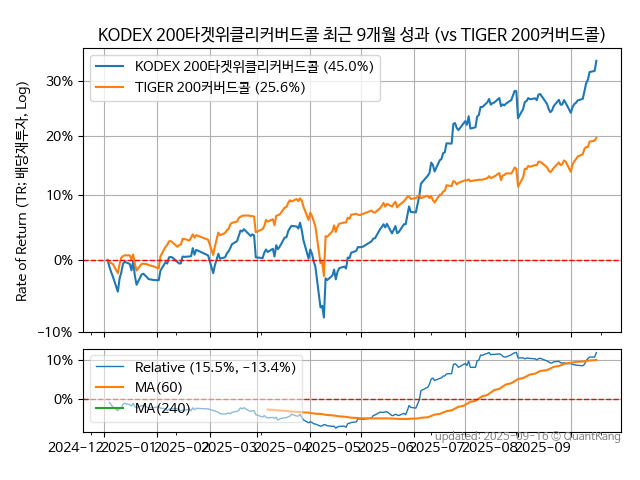 KODEX 200타겟위클리커버드콜 최근 9개월 성과 (vs TIGER 200커버드콜)
Rate of Return (TR: 배당재투자, Log)
KODEX 200타겟위클리커버드콜 (45.0%)
TIGER 200커버드콜 (25.6%)
30%
20%
10%
0%
−10%
10%
0%
Relative (15.5%, −13.4%)
MA(60)
MA(240)
updated: 2025-09-16 © QuantKang
2024-12 2025-01 2025-02 2025-03 2025-04 2025-05 2025-06 2025-07 2025-08 2025-09